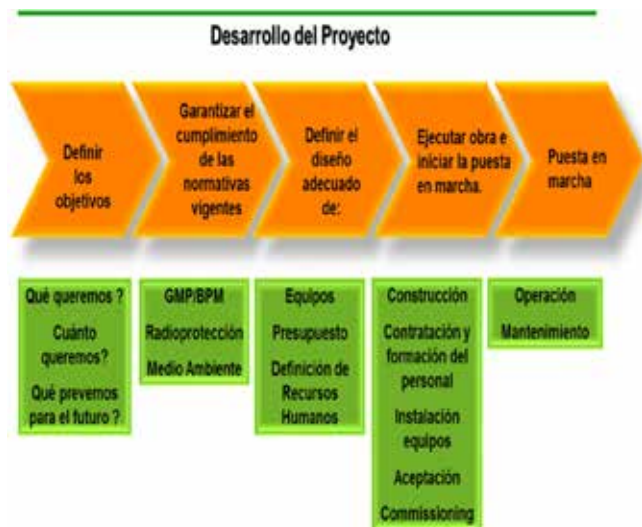 Desarrollo del Proyecto
Definir
los
objetivos
Garantizar el
cumplimiento
de las
normativas
vigentes
Definir el
diseño
adecuado
de:
Ejecutar obra e
iniciar la puesta
en marcha.
Puesta en
marcha
Qué queremos ?
Cuánto
queremos?
Qué prevemos
para el futuro ?
GMP/BPM
Radioprotección
Medio Ambiente
Equipos
Presupuesto
Definición de
Recursos
Humanos
Construcción
Contratación y
formación del
personal
Instalación
equipos
Aceptación
Commissioning
Operación
Mantenimiento